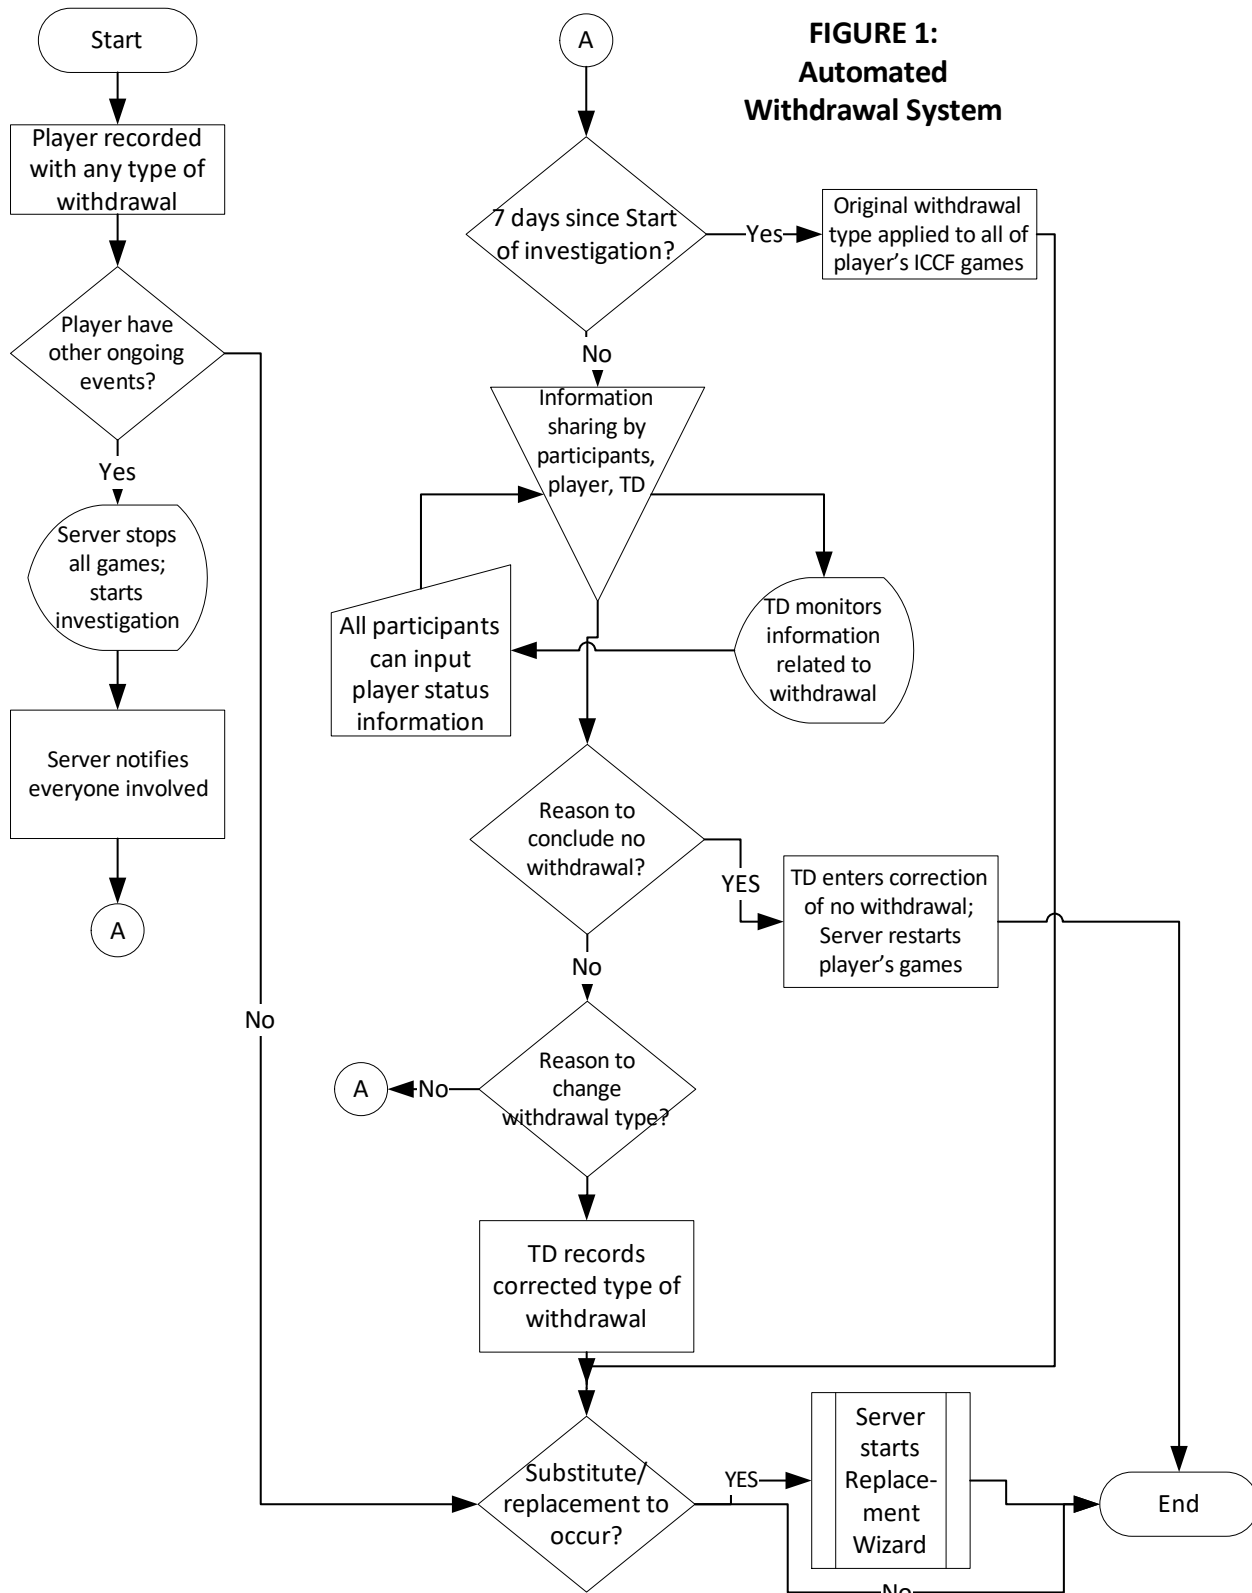 FIGURE 1:
Automated
Withdrawal System
Start
Player recorded
with any type of
withdrawal
Player have
other ongoing
events?
Yes
Server stops
all games;
starts
investigation
Server notifies
everyone involved
A
No
A
7 days since Start
of investigation?
Yes
Original withdrawal
type applied to all of
player’s ICCF games
No
Information
sharing by
participants,
player, TD
TD monitors
information
related to
withdrawal
All participants
can input
player status
information
Reason to
conclude no
withdrawal?
YES
TD enters correction
of no withdrawal;
Server restarts
player’s games
No
Reason to
change
withdrawal type?
No
A
TD records
corrected type of
withdrawal
Substitute/
replacement to
occur?
YES
Server
starts
Replace-
ment
Wizard
No
End